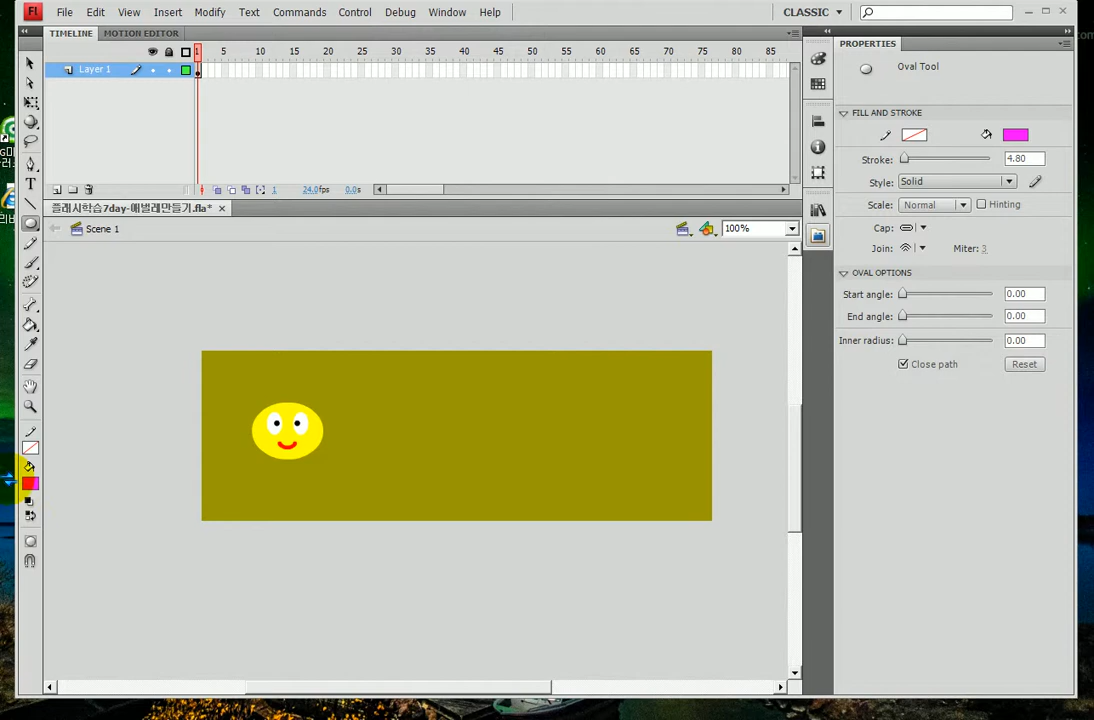 Fl File Edit View Insert Modify Text Commands Control Debug Window Help CLASSIC
TIMELINE MOTION EDITOR
1 5 10 15 20 25 30 35 40 45 50 55 60 65 70 75 80 85
Layer 1
1 24.0fps 0.0s
플래시학습7day-애벌레만들기.fla*
Scene 1 100%
PROPERTIES
Oval Tool
FILL AND STROKE
Stroke: 4.80
Style: Solid
Scale: Normal Hinting
Cap:
Join: Miter: 3
OVAL OPTIONS
Start angle: 0.00
End angle: 0.00
Inner radius: 0.00
Close path Reset